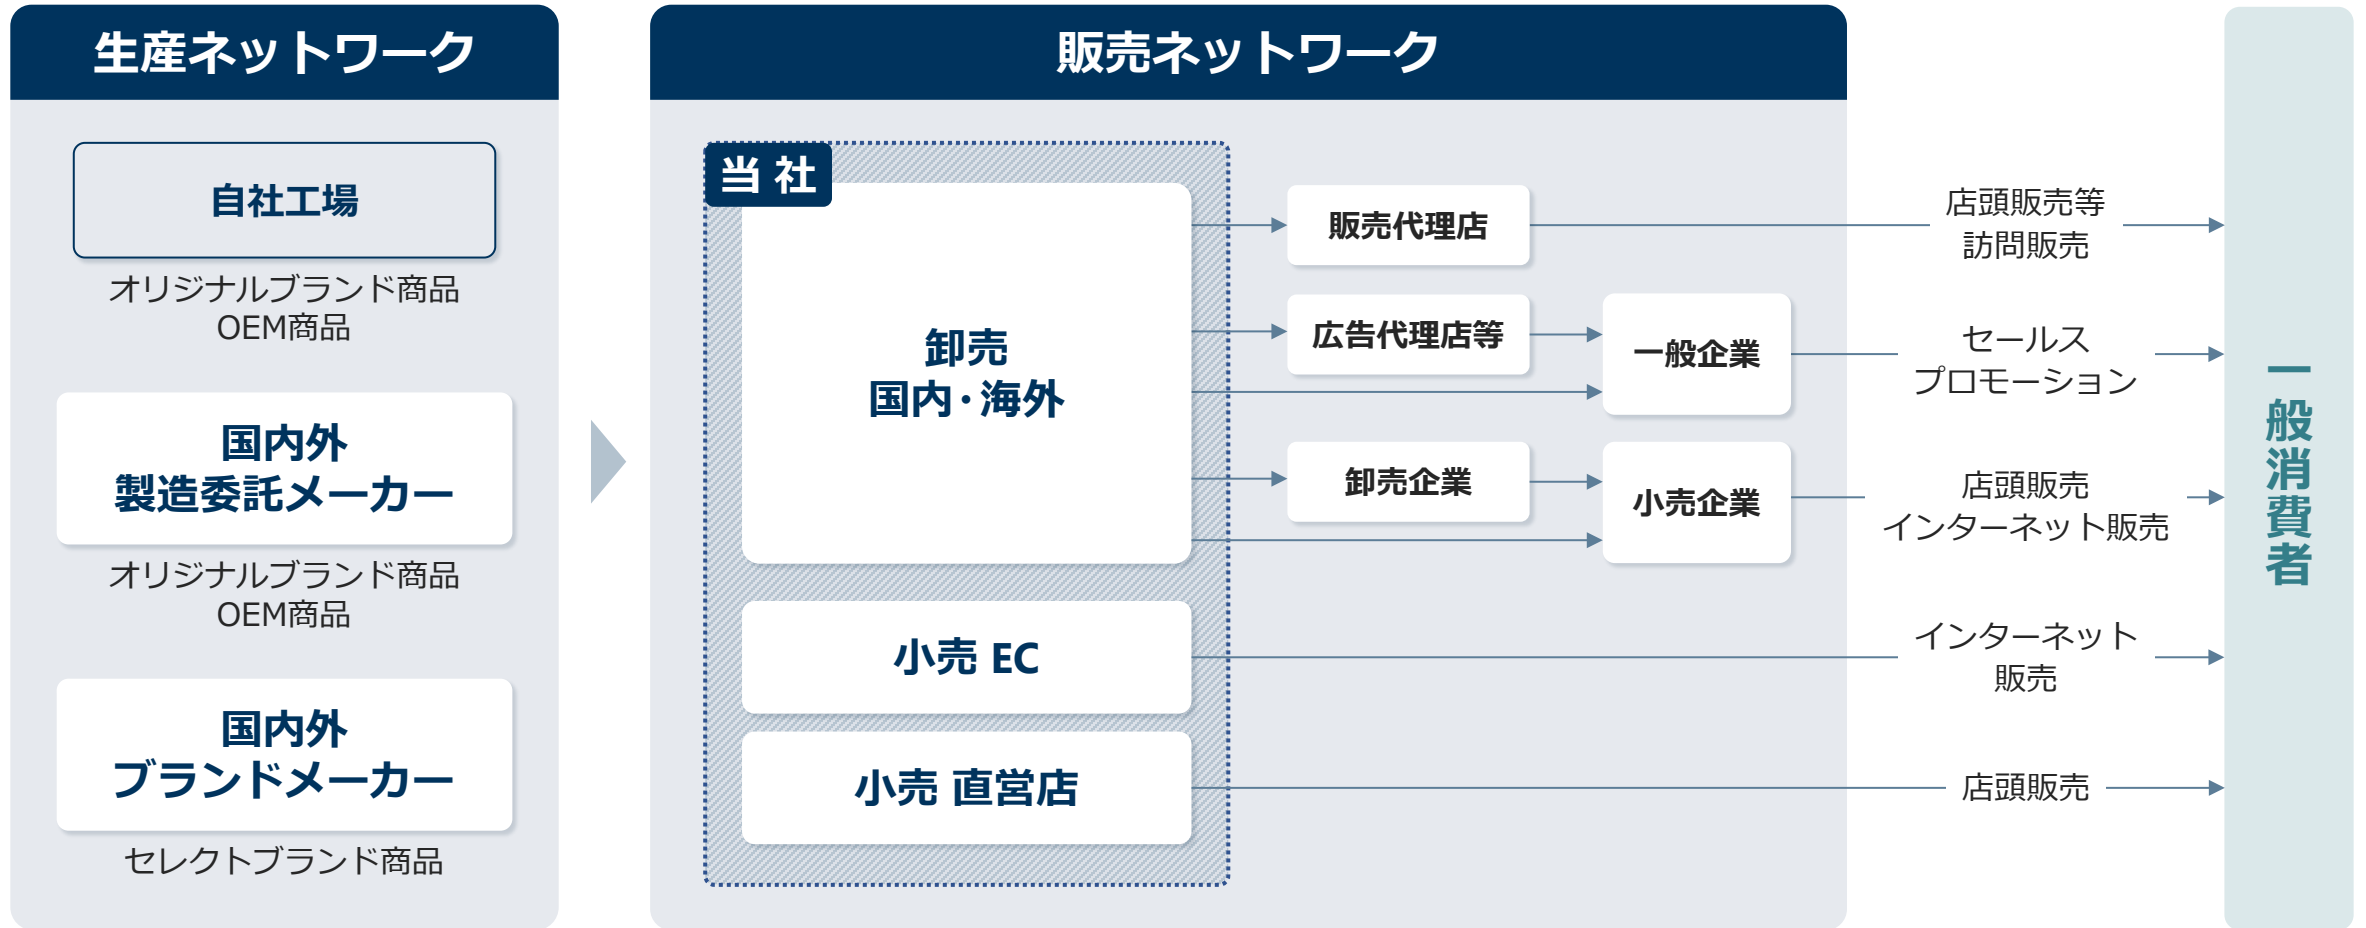 生産ネットワーク
自社工場
オリジナルブランド商品
OEM商品
国内外
製造委託メーカー
オリジナルブランド商品
OEM商品
国内外
ブランドメーカー
セレクトブランド商品
販売ネットワーク
当 社
卸売
国内・海外
小売 EC
小売 直営店
販売代理店
広告代理店等
一般企業
卸売企業
小売企業
店頭販売等
訪問販売
セールス
プロモーション
店頭販売
インターネット販売
インターネット
販売
店頭販売
一般消費者